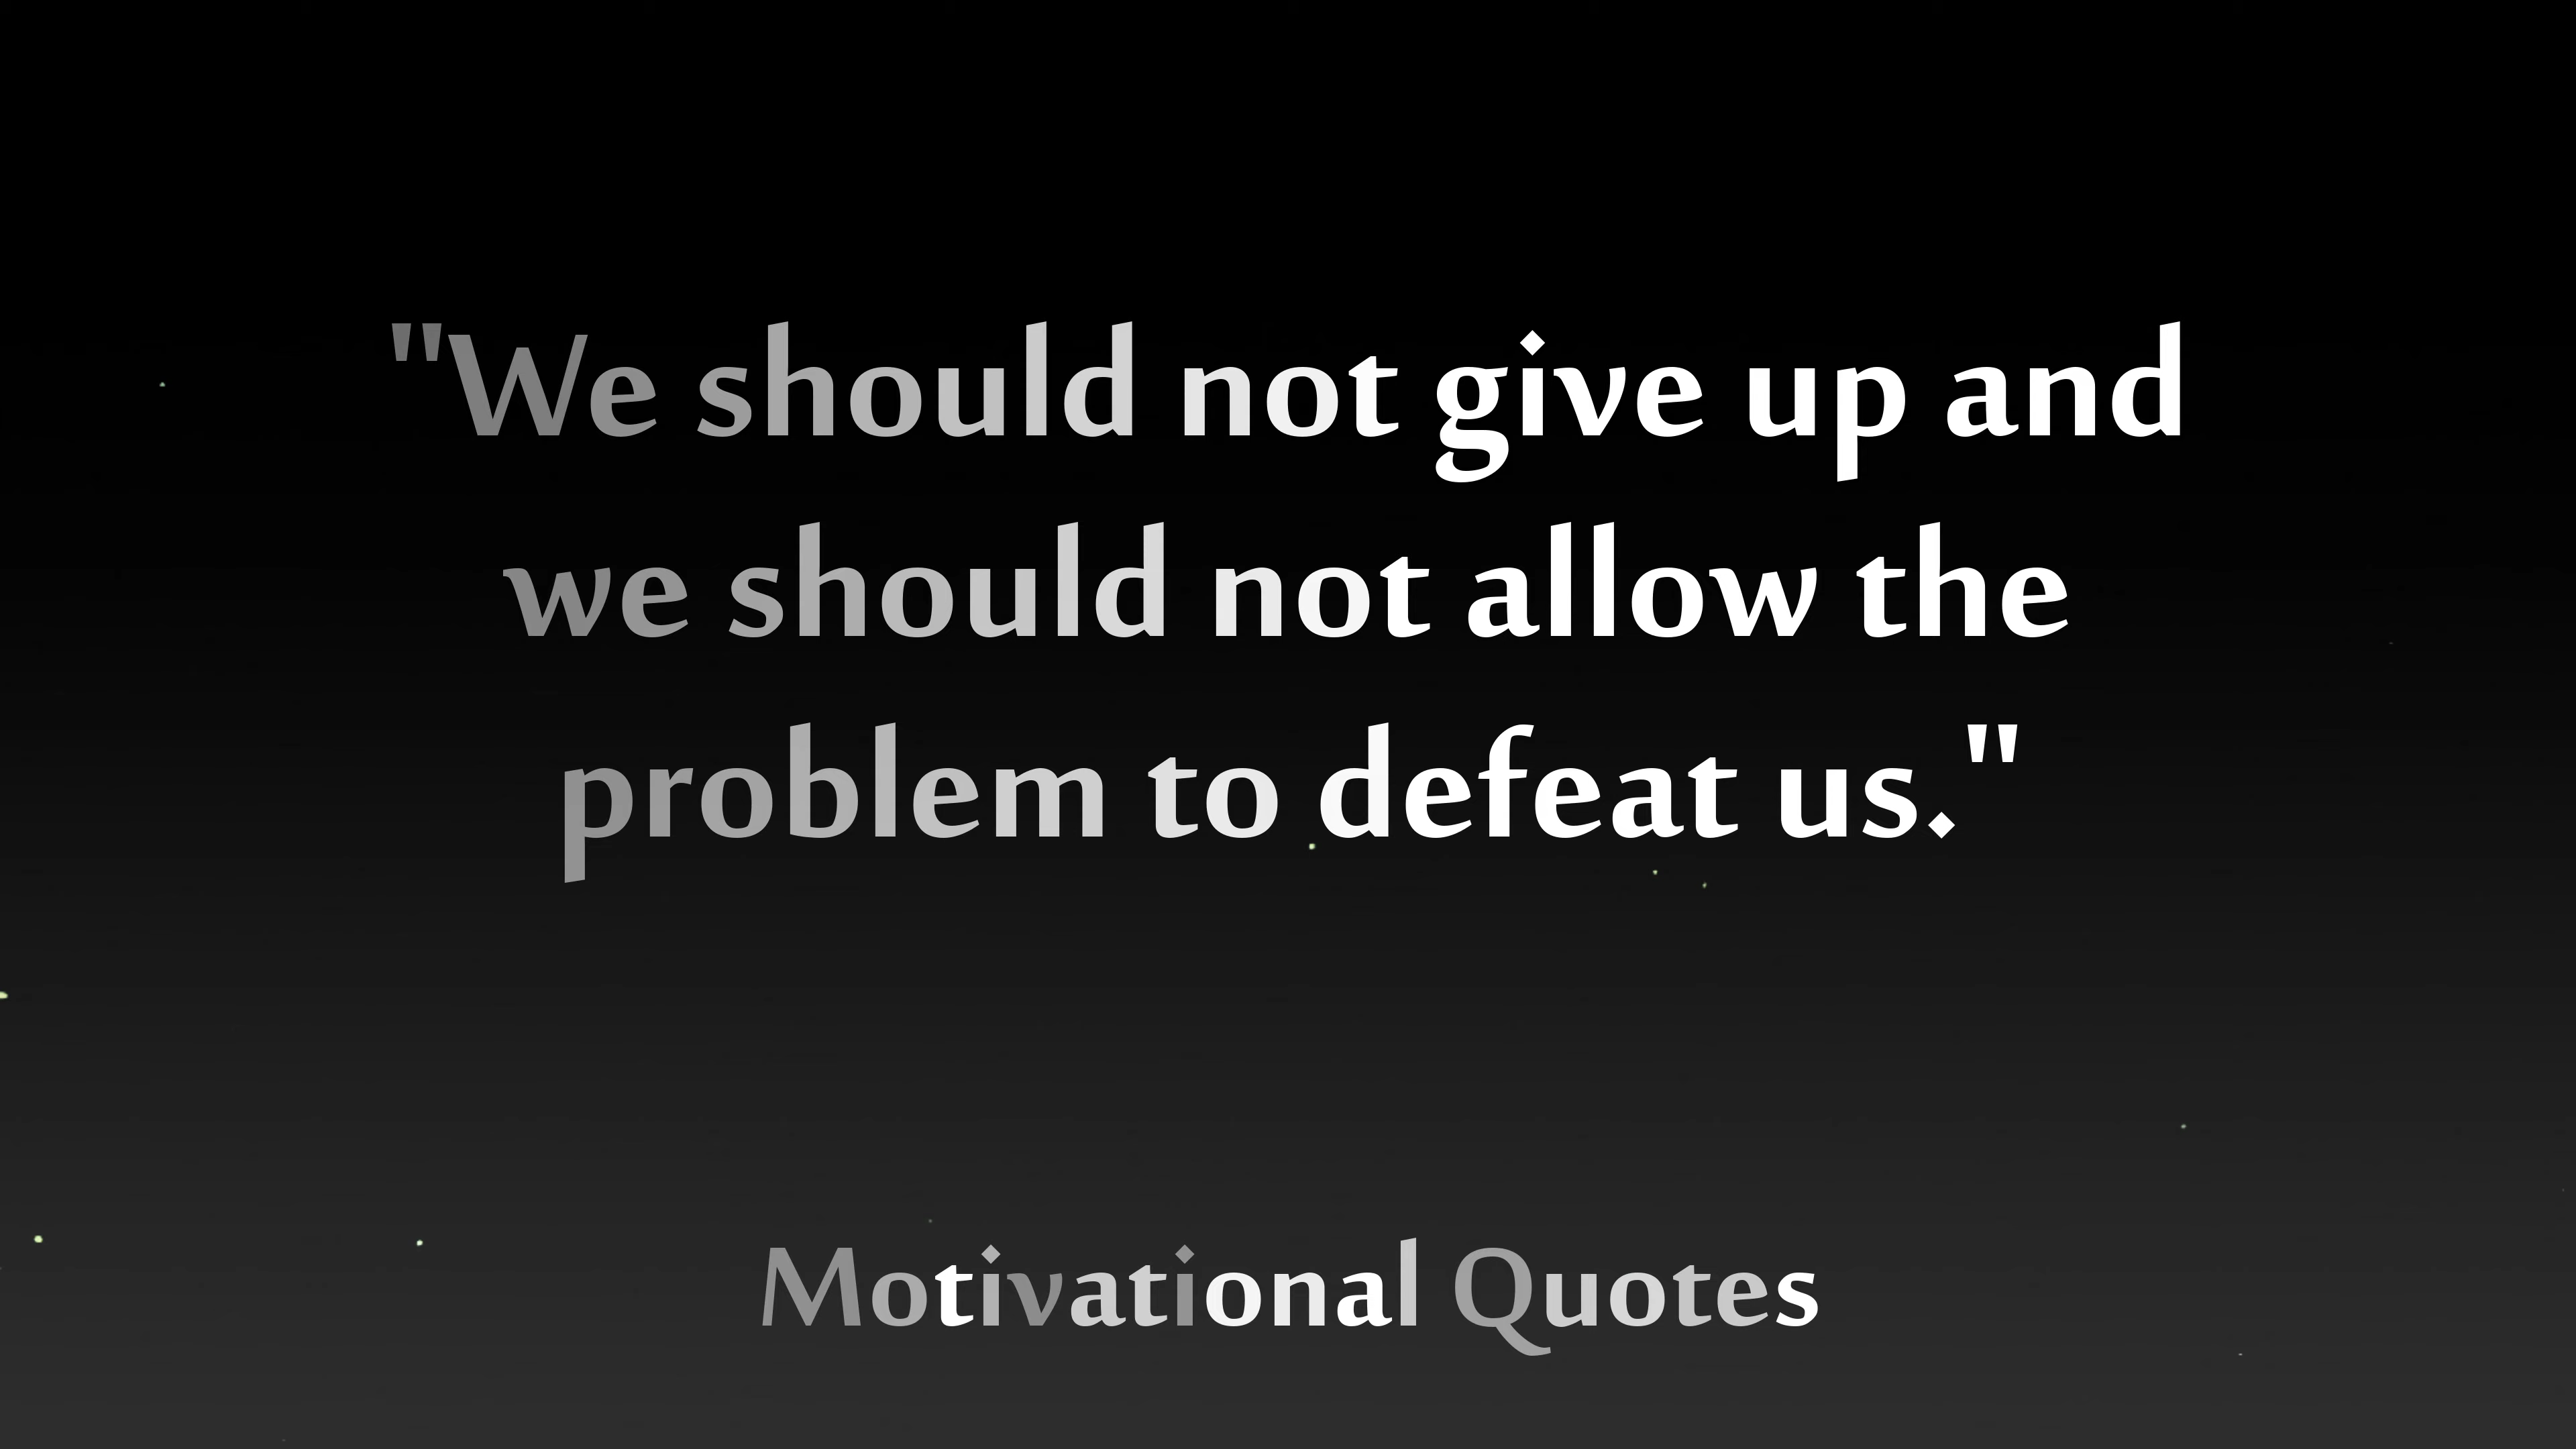 "We should not give up and
we should not allow the
problem to defeat us."
Motivational Quotes